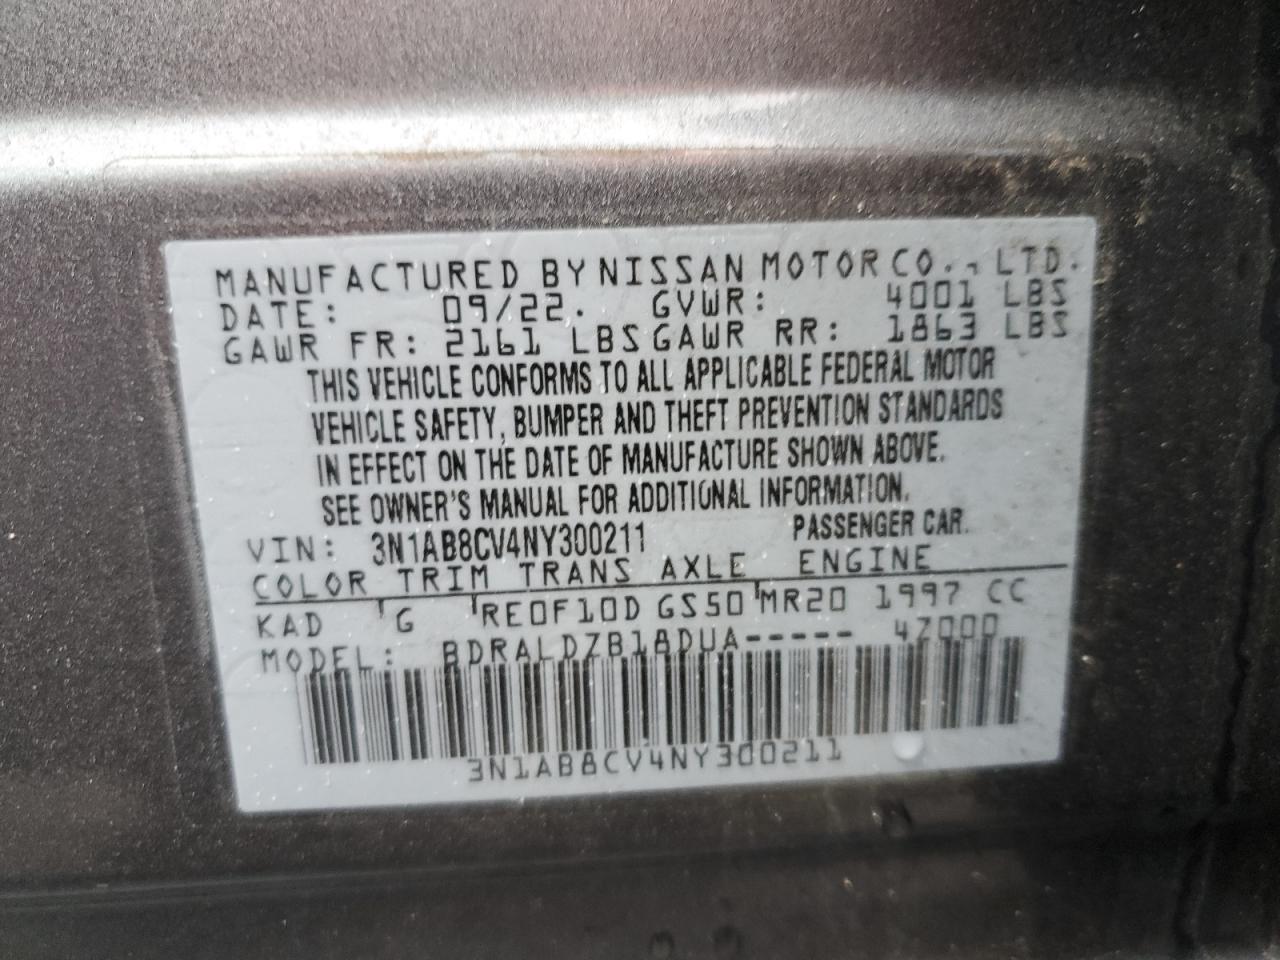 MANUFACTURED BY NISSAN MOTOR CO., LTD.
DATE: 09/22. GVWR: 4001 LBS
GAWR FR: 2161 LBS GAWR RR: 1863 LBS
THIS VEHICLE CONFORMS TO ALL APPLICABLE FEDERAL MOTOR
VEHICLE SAFETY, BUMPER AND THEFT PREVENTION STANDARDS
IN EFFECT ON THE DATE OF MANUFACTURE SHOWN ABOVE.
SEE OWNER'S MANUAL FOR ADDITIONAL INFORMATION.
VIN: 3N1AB8CV4NY300211 PASSENGER CAR.
COLOR TRIM TRANS AXLE ENGINE
KAD G RE0F10D GS50 MR20 1997 CC
MODEL: BDRALDZB18DUA----- 47000
3N1AB8CV4NY300211